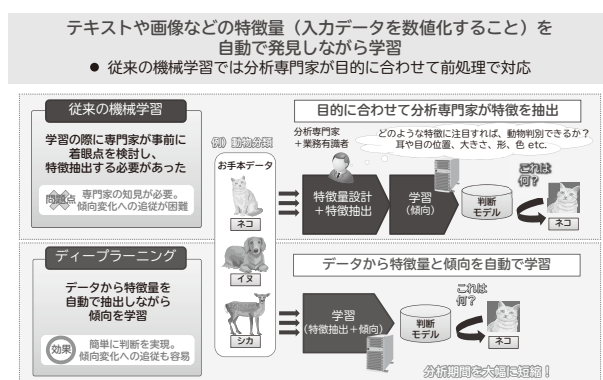 テキストや画像などの特徴量（入力データを数値化すること）を
自動で発見しながら学習
● 従来の機械学習では分析専門家が目的に合わせて前処理で対応
従来の機械学習
学習の際に専門家が事前に
着眼点を検討し、
特徴抽出する必要があった
問題点
専門家の知見が必要。
傾向変化への追従が困難
例）動物分類
お手本データ
ネコ
イヌ
シカ
目的に合わせて分析専門家が特徴を抽出
分析専門家
＋業務有識者
どのような特徴に注目すれば、動物判別できるか？
耳や目の位置、大きさ、形、色 etc.
特徴量設計
＋特徴抽出
学習
（傾向）
判断
モデル
これは
何？
ネコ
ディープラーニング
データから特徴量を
自動で抽出しながら
傾向を学習
効果
簡単に判断を実現。
傾向変化への追従も容易
データから特徴量と傾向を自動で学習
学習
（特徴抽出＋傾向）
判断
モデル
これは
何？
ネコ
分析期間を大幅に短縮！